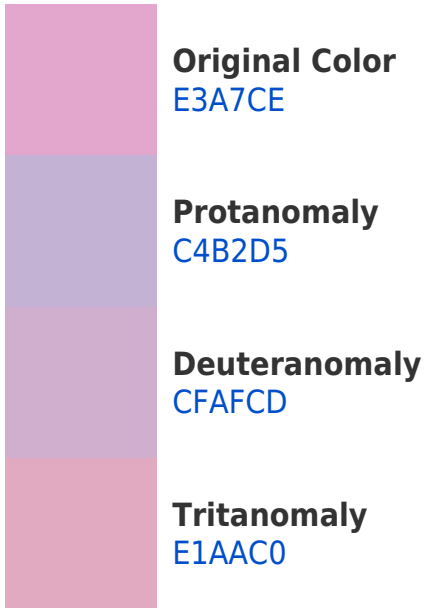 Original Color
E3A7CE
Protanomaly
C4B2D5
Deuteranomaly
CFAFCD
Tritanomaly
E1AAC0